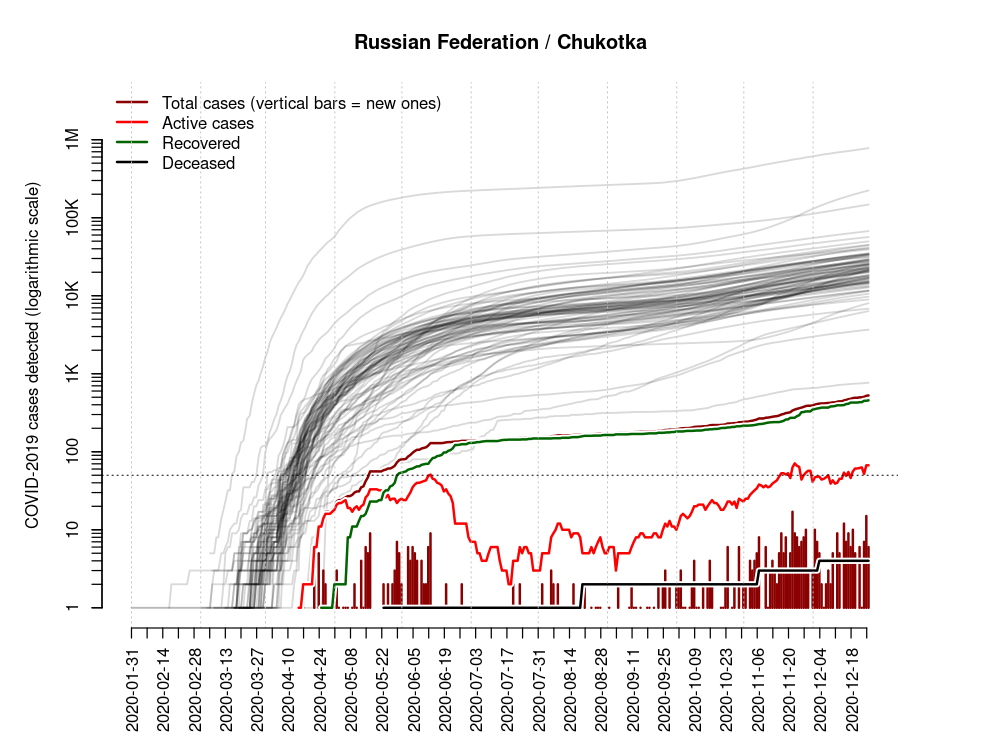 Russian Federation / Chukotka
Total cases (vertical bars = new ones)
Active cases
Recovered
Deceased
COVID-2019 cases detected (logarithmic scale)
1M
100K
10K
1K
100
10
1
2020-01-31
2020-02-14
2020-02-28
2020-03-13
2020-03-27
2020-04-10
2020-04-24
2020-05-08
2020-05-22
2020-06-05
2020-06-19
2020-07-03
2020-07-17
2020-07-31
2020-08-14
2020-08-28
2020-09-11
2020-09-25
2020-10-09
2020-10-23
2020-11-06
2020-11-20
2020-12-04
2020-12-18